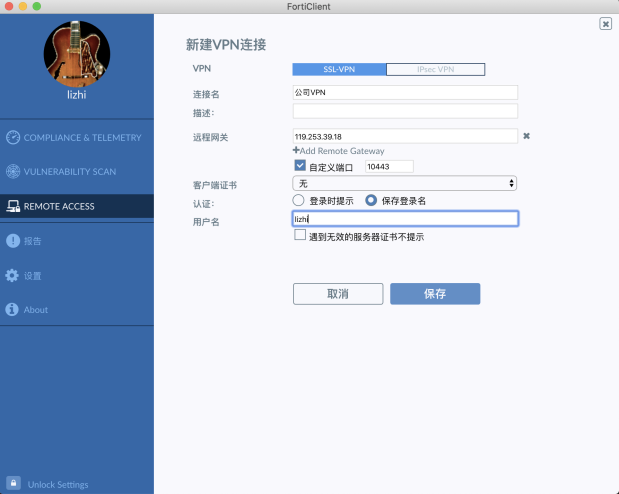 FortiClient
lizhi
COMPLIANCE & TELEMETRY
VULNERABILITY SCAN
REMOTE ACCESS
报告
设置
About
Unlock Settings
新建VPN连接
VPN SSL-VPN IPsec VPN
连接名 公司VPN
描述:
远程网关 119.253.39.18
Add Remote Gateway
自定义端口 10443
客户端证书 无
认证: 登录时提示 保存登录名
用户名 lizhi
遇到无效的服务器证书不提示
取消 保存